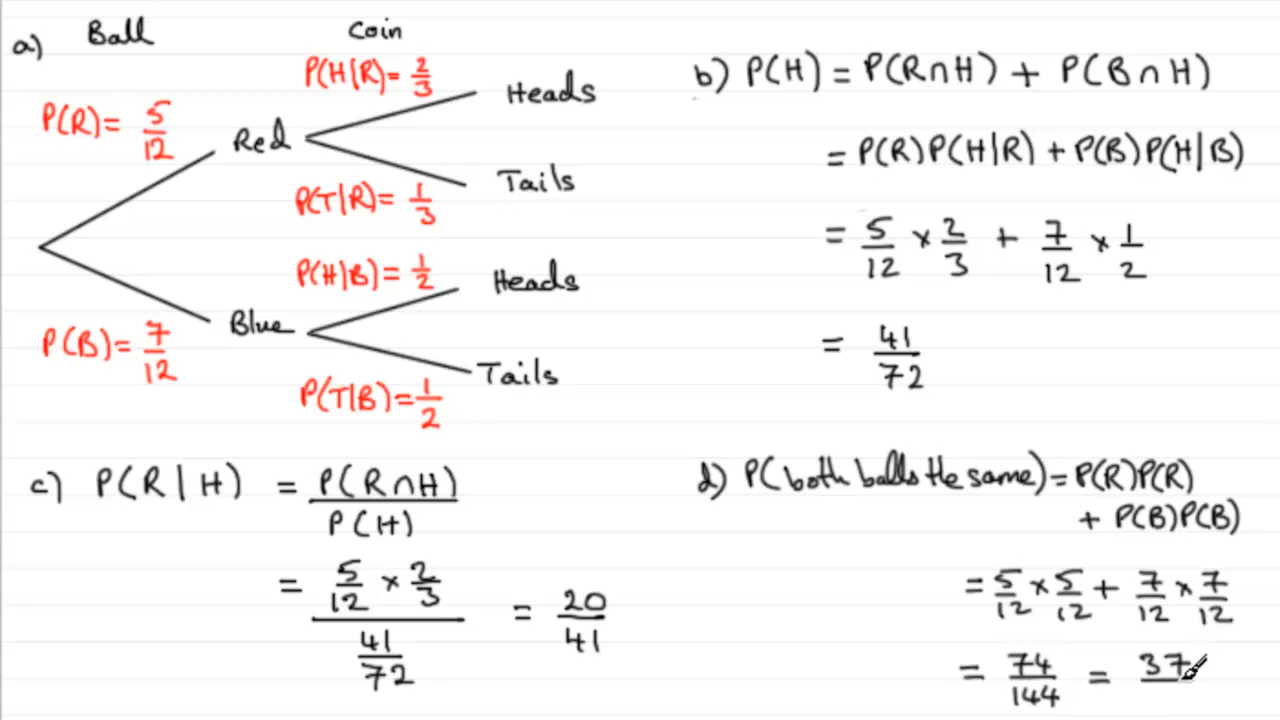 a) Ball Coin
P(H|R) = 2/3
Heads
P(R) = 5/12
Red
Tails
P(T|R) = 1/3
P(H|B) = 1/2
Heads
Blue
P(B) = 7/12
Tails
P(T|B) = 1/2
b) P(H) = P(R∩H) + P(B∩H)
= P(R)P(H|R) + P(B)P(H|B)
= 5/12 × 2/3 + 7/12 × 1/2
= 41/72
c) P(R|H) = P(R∩H)/P(H)
= (5/12 × 2/3)/(41/72) = 20/41
d) P(both balls the same) = P(R)P(R)
+ P(B)P(B)
= 5/12 × 5/12 + 7/12 × 7/12
= 74/144 = 37